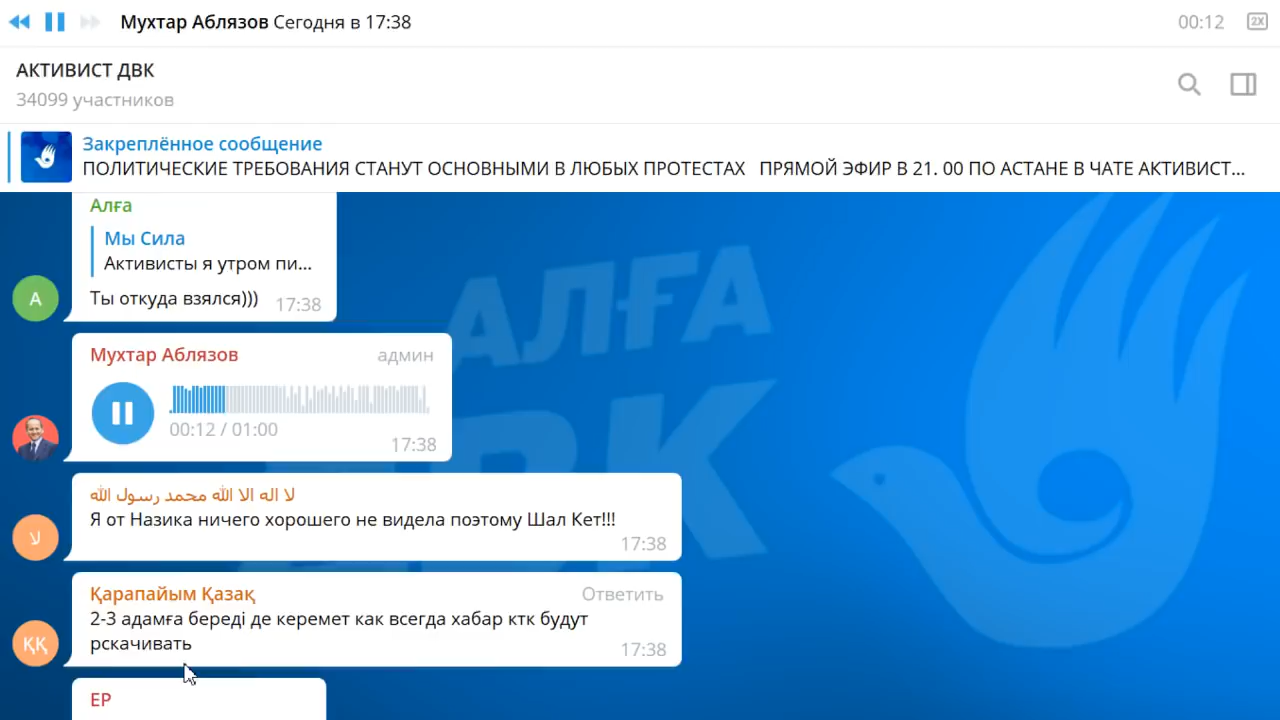 Мухтар Аблязов Сегодня в 17:38
00:12
2X
АКТИВИСТ ДВК
34099 участников
Закреплённое сообщение
ПОЛИТИЧЕСКИЕ ТРЕБОВАНИЯ СТАНУТ ОСНОВНЫМИ В ЛЮБЫХ ПРОТЕСТАХ ПРЯМОЙ ЭФИР В 21. 00 ПО АСТАНЕ В ЧАТЕ АКТИВИСТ...
Алға
Мы Сила
Активисты я утром пи...
Ты откуда взялся)))
17:38
А
Мухтар Аблязов
админ
00:12 / 01:00
17:38
لا اله الا الله محمد رسول الله
Я от Назика ничего хорошего не видела поэтому Шал Кет!!!
17:38
لا
Қарапайым Қазақ
Ответить
2-3 адамға береді де керемет как всегда хабар ктк будут
рскачивать
17:38
ҚҚ
ЕР
АЛҒА
ДВК